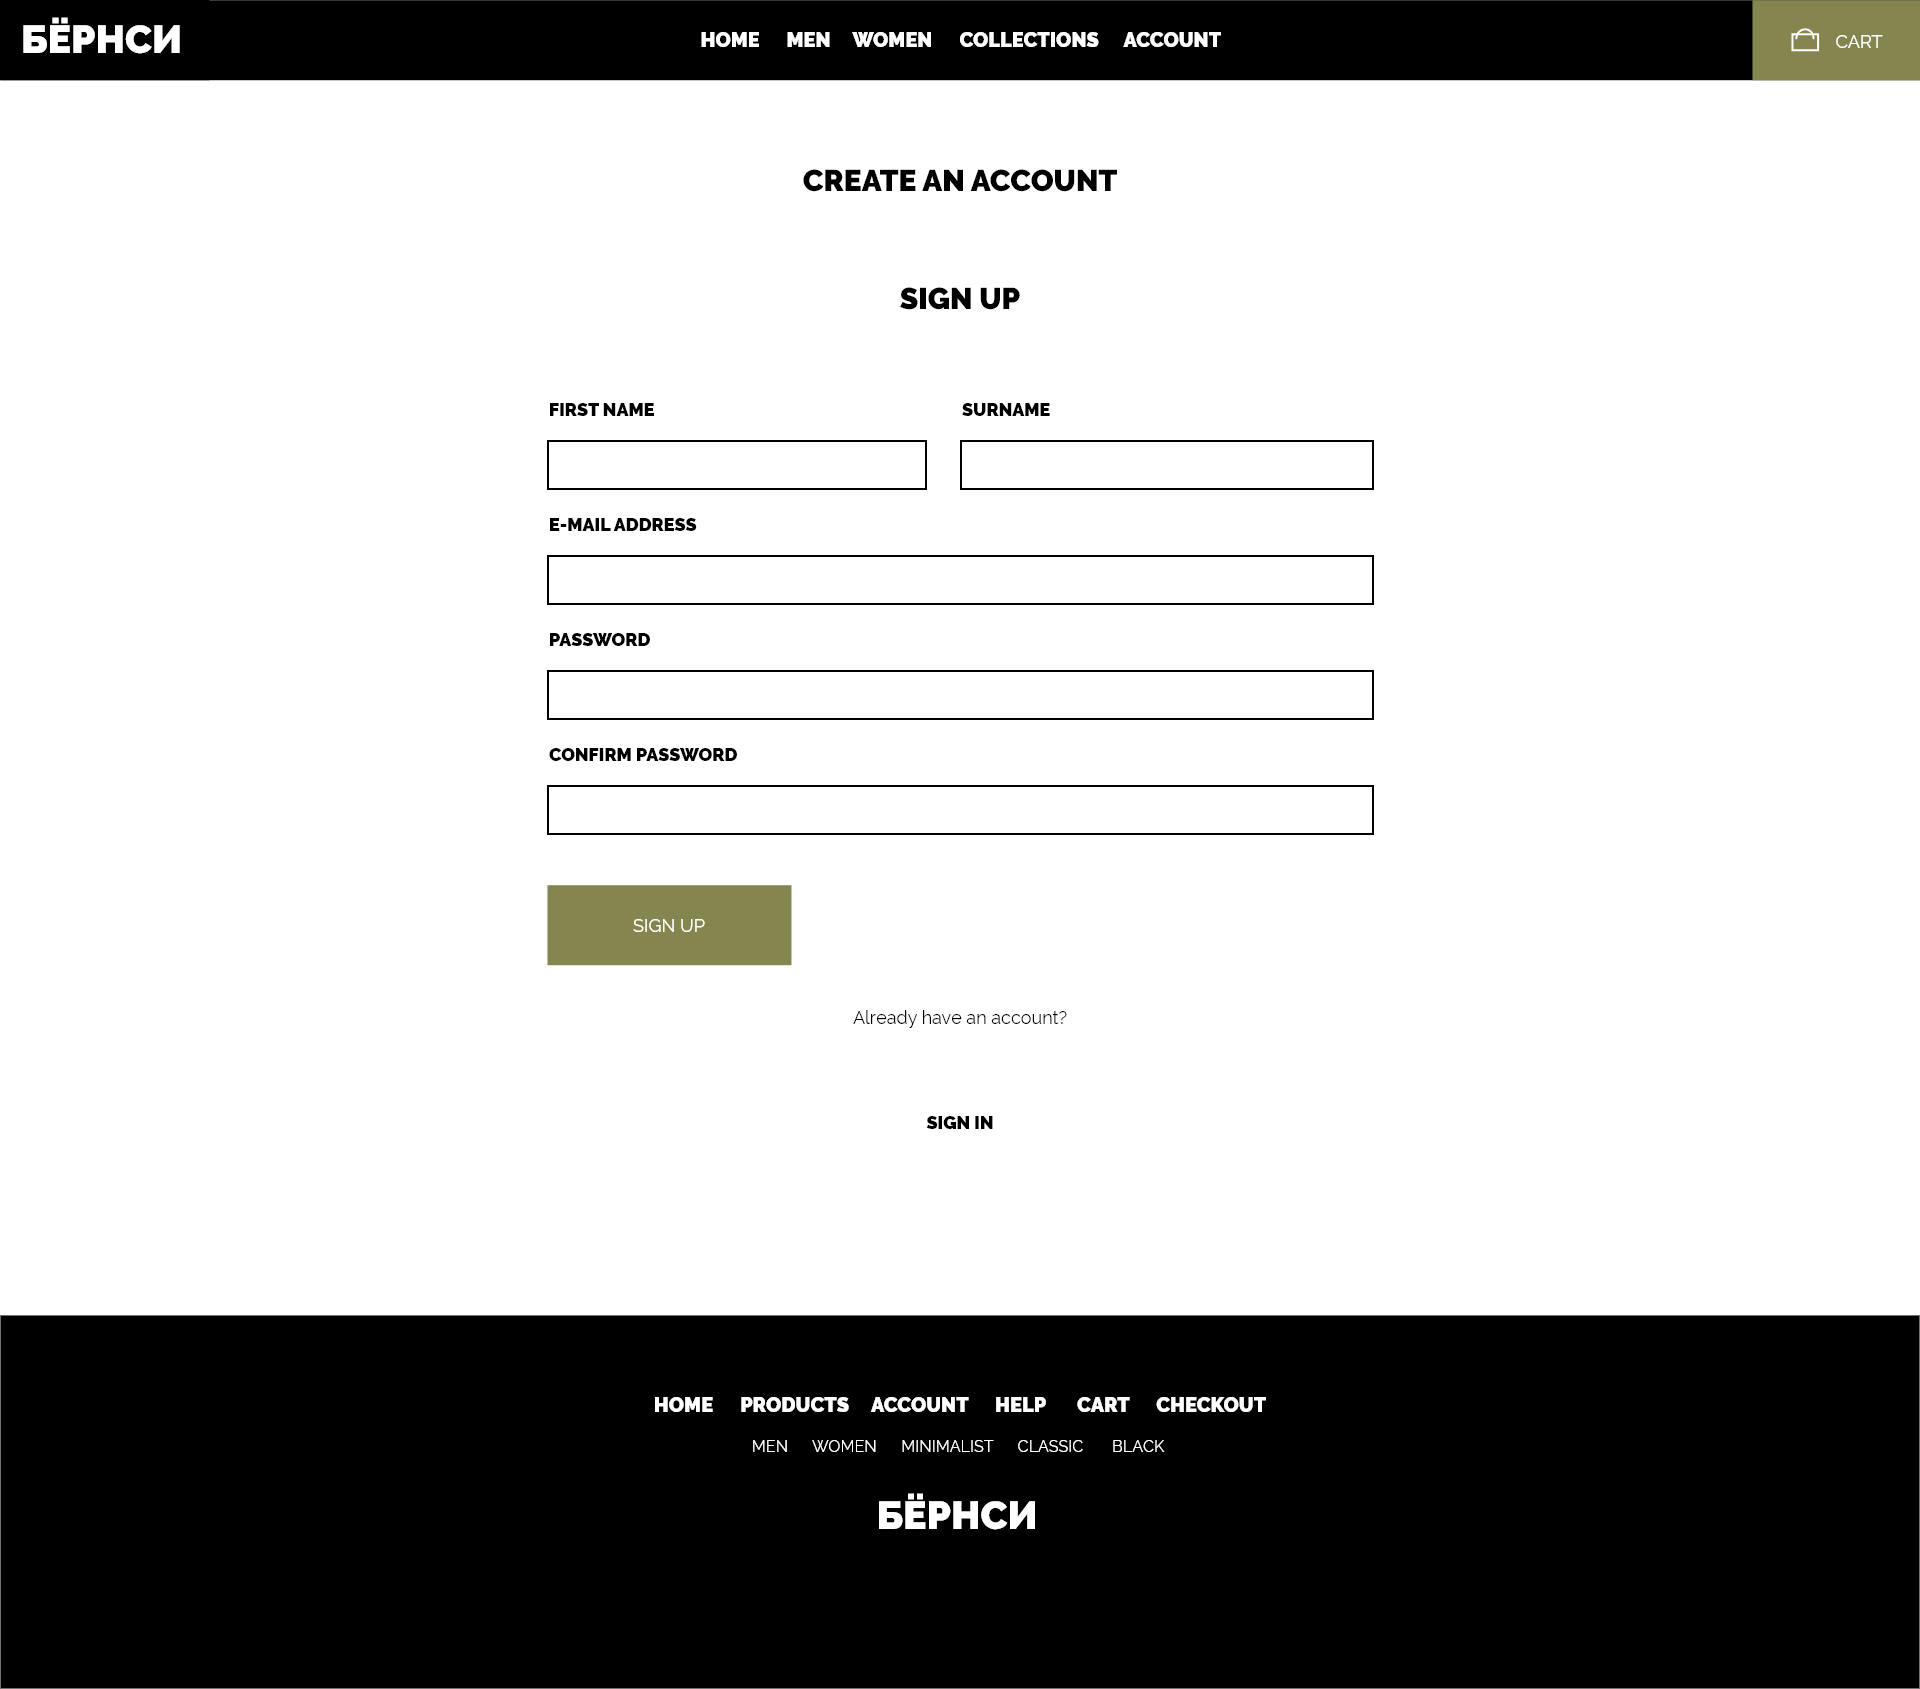 БЁРНСИ HOME MEN WOMEN COLLECTIONS ACCOUNT CART
CREATE AN ACCOUNT
SIGN UP
FIRST NAME SURNAME
E-MAIL ADDRESS
PASSWORD
CONFIRM PASSWORD
SIGN UP
Already have an account?
SIGN IN
HOME PRODUCTS ACCOUNT HELP CART CHECKOUT
MEN WOMEN MINIMALIST CLASSIC BLACK
БЁРНСИ